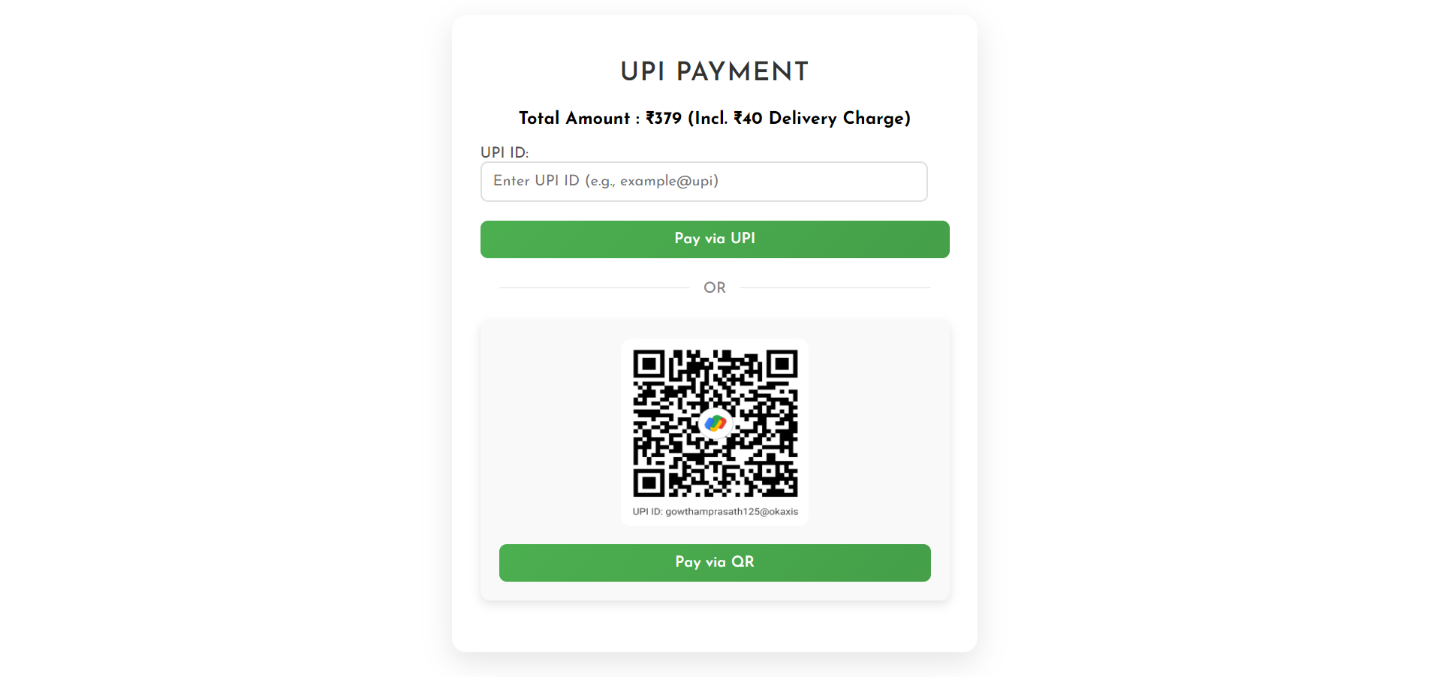 UPI PAYMENT
Total Amount : ₹379 (Incl. ₹40 Delivery Charge)
UPI ID:
Enter UPI ID (e.g., example@upi)
Pay via UPI
OR
UPI ID: gowthamprasath125@okaxis
Pay via QR